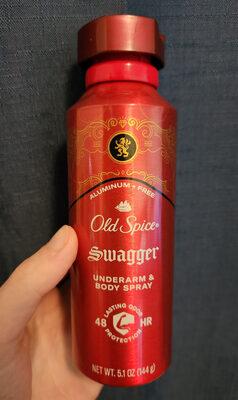 ALUMINUM - FREE
Old Spice®
Swagger
UNDERARM &
BODY SPRAY
LASTING ODOR
48 HR
PROTECTION
NET WT. 5.1 OZ (144 g)